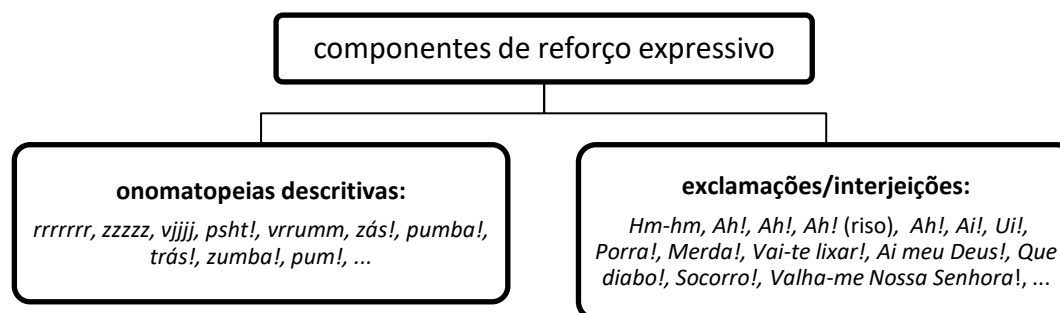 componentes de reforço expressivo
onomatopeias descritivas:
rrrrrrr, zzzzz, vjjjj, psht!, vrrumm, zás!, pumba!,
trás!, zumba!, pum!, ...
exclamações/interjeições:
Hm-hm, Ah!, Ah!, Ah! (riso), Ah!, Ai!, Ui!,
Porra!, Merda!, Vai-te lixar!, Ai meu Deus!, Que
diabo!, Socorro!, Valha-me Nossa Senhora!, ...